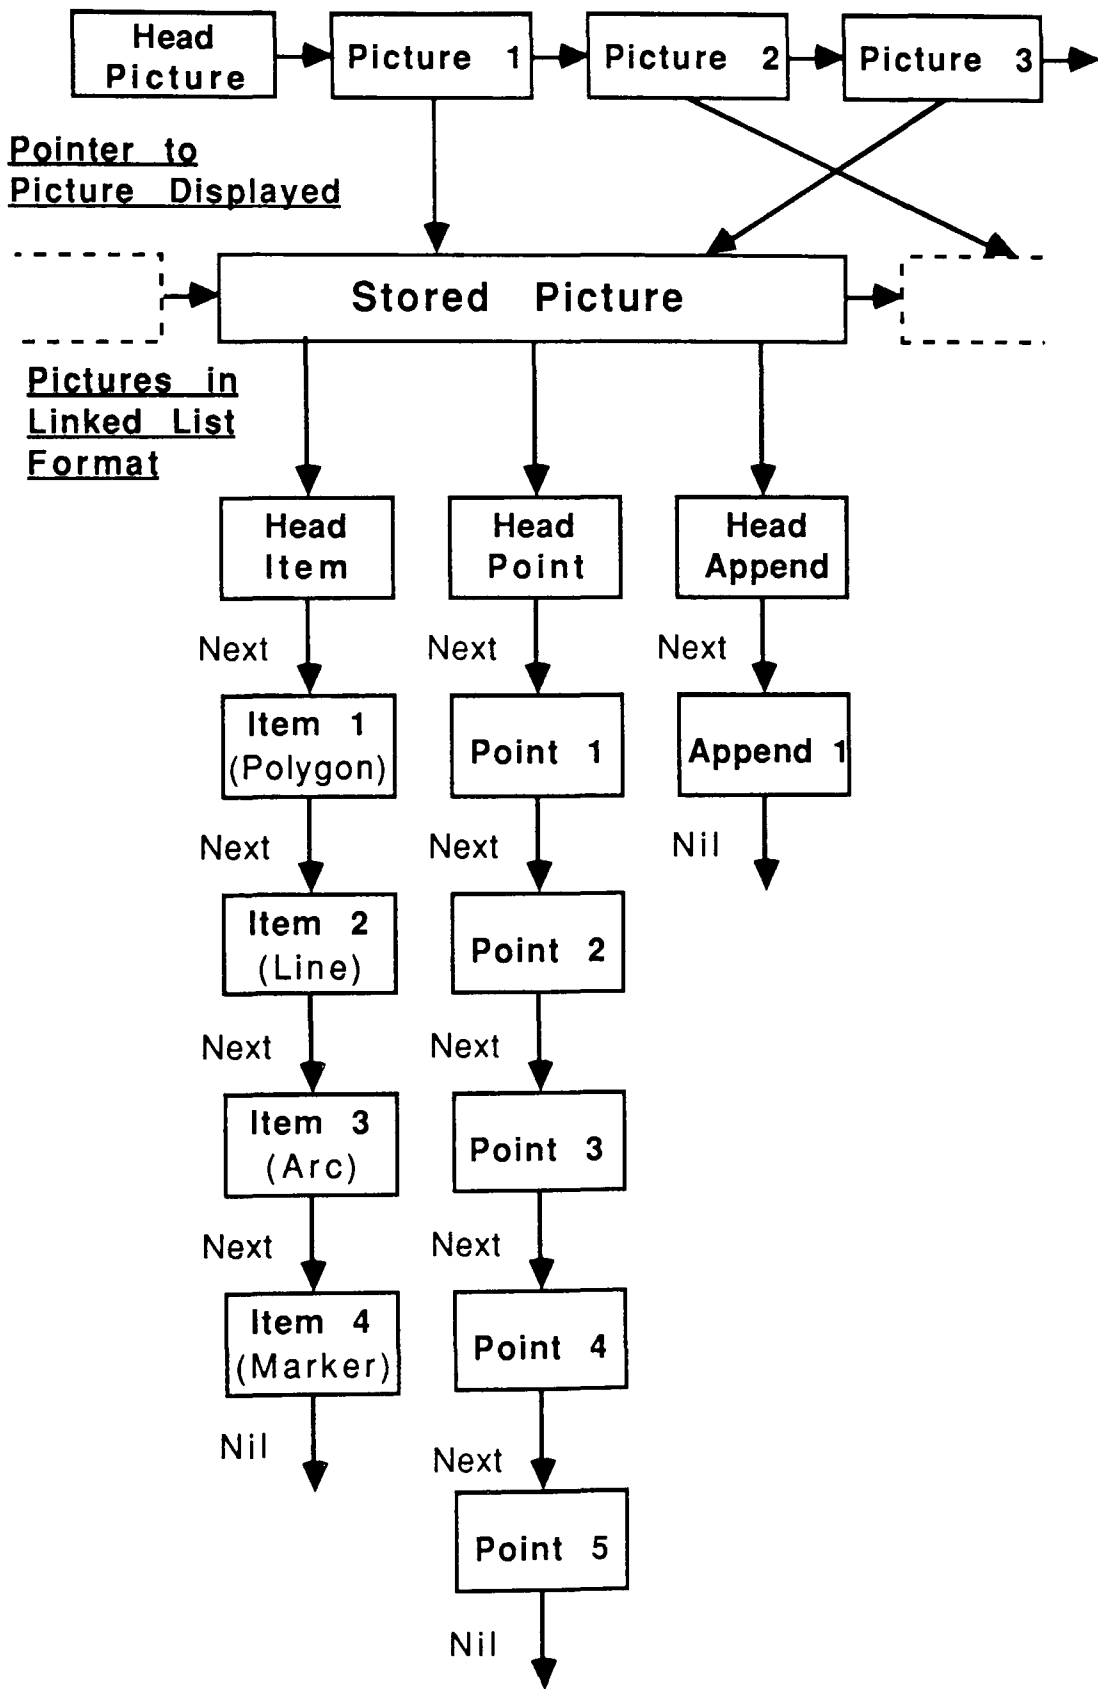 Head
Picture
Picture 1
Picture 2
Picture 3
Pointer to
Picture Displayed
Stored Picture
Pictures in
Linked List
Format
Head
Item
Head
Point
Head
Append
Next
Next
Next
Item 1
(Polygon)
Point 1
Append 1
Next
Next
Nil
Item 2
(Line)
Point 2
Next
Next
Item 3
(Arc)
Point 3
Next
Next
Item 4
(Marker)
Point 4
Nil
Next
Point 5
Nil